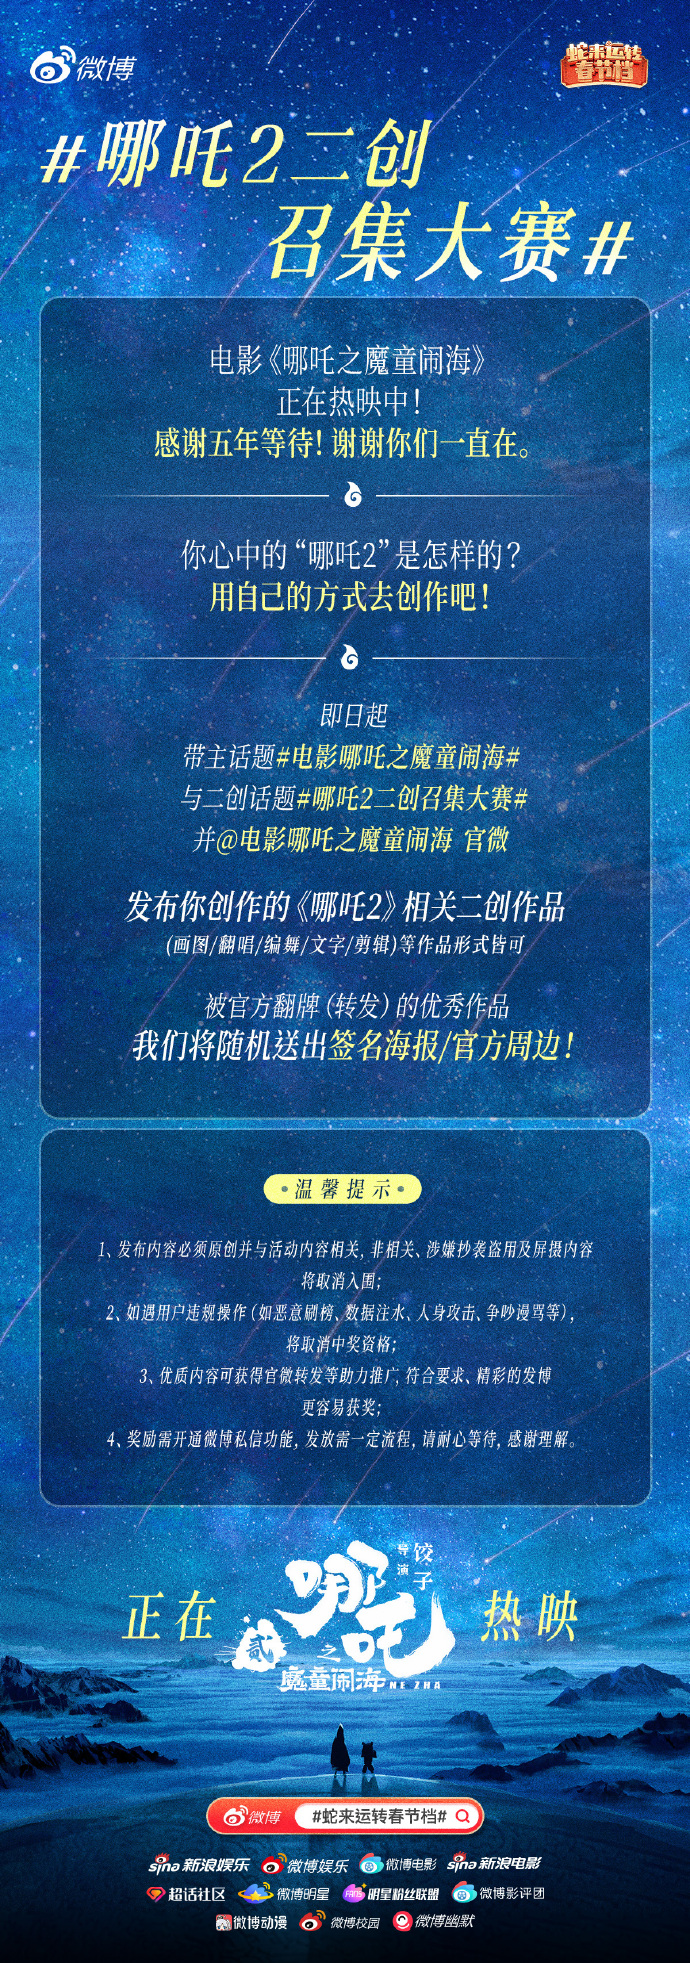 微博
蛇来运转
春节档
#哪吒2二创
召集大赛#
电影《哪吒之魔童闹海》
正在热映中！
感谢五年等待！谢谢你们一直在。
你心中的“哪吒2”是怎样的？
用自己的方式去创作吧！
即日起
带主话题#电影哪吒之魔童闹海#
与二创话题#哪吒2二创召集大赛#
并@电影哪吒之魔童闹海 官微
发布你创作的《哪吒2》相关二创作品
(画图/翻唱/编舞/文字/剪辑)等作品形式皆可
被官方翻牌（转发）的优秀作品
我们将随机送出签名海报/官方周边！
·温馨提示·
1、发布内容必须原创并与活动内容相关, 非相关、涉嫌抄袭盗用及屏摄内容
将取消入围；
2、如遇用户违规操作（如恶意刷榜、数据注水、人身攻击、争吵谩骂等），
将取消中奖资格；
3、优质内容可获得官微转发等助力推广, 符合要求、精彩的发博
更容易获奖；
4、奖励需开通微博私信功能, 发放需一定流程, 请耐心等待, 感谢理解。
正在
哪吒
之
贰
魔童闹海
NE ZHA
导演
饺子
热映
微博
#蛇来运转春节档#
sina 新浪娱乐 微博娱乐 微博电影 sina 新浪电影
超话社区 微博明星 FANS 明星粉丝联盟 微博影评团
微博动漫 微博校园 微博幽默